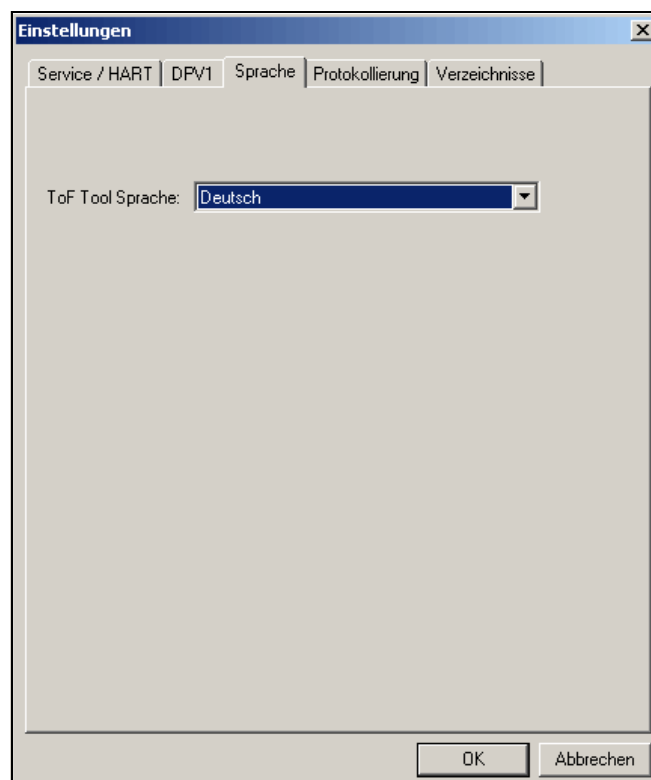 Einstellungen
Service / HART DPV1 Sprache Protokollierung Verzeichnisse
ToF Tool Sprache: Deutsch
OK Abbrechen